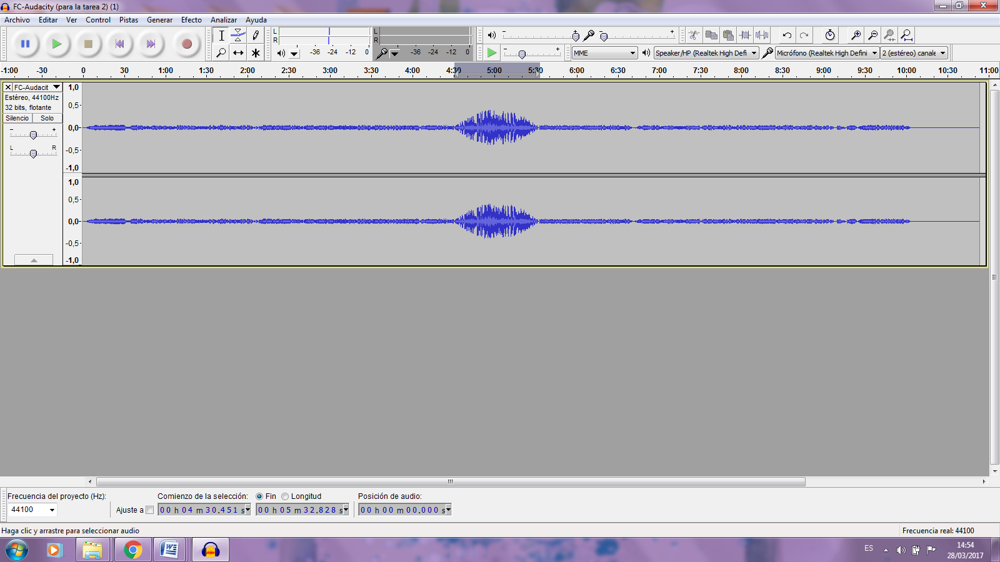 FC-Audacity (para la tarea 2) (1)
Archivo Editar Ver Control Pistas Generar Efecto Analizar Ayuda
L
R
-36 -24 -12 0
L
R
-36 -24 -12 0
- +
- +
- +
MME
Speaker/HP (Realtek High Defi
Micrófono (Realtek High Defini
2 (estéreo) canale
-1:00 -30 0 30 1:00 1:30 2:00 2:30 3:00 3:30 4:00 4:30 5:00 5:30 6:00 6:30 7:00 7:30 8:00 8:30 9:00 9:30 10:00 10:30 11:00
X FC-Audacit
Estéreo, 44100Hz
32 bits, flotante
Silencio Solo
- +
L R
1,0
0,5-
0,0-
-0,5-
-1,0
1,0
0,5-
0,0-
-0,5-
-1,0
Frecuencia del proyecto (Hz):
44100
Ajuste a
Comienzo de la selección:
00 h 04 m 30.451 s
Fin Longitud
00 h 05 m 32.828 s
Posición de audio:
00 h 00 m 00.000 s
Haga clic y arrastre para seleccionar audio
Frecuencia real: 44100
ES
14:54
28/03/2017